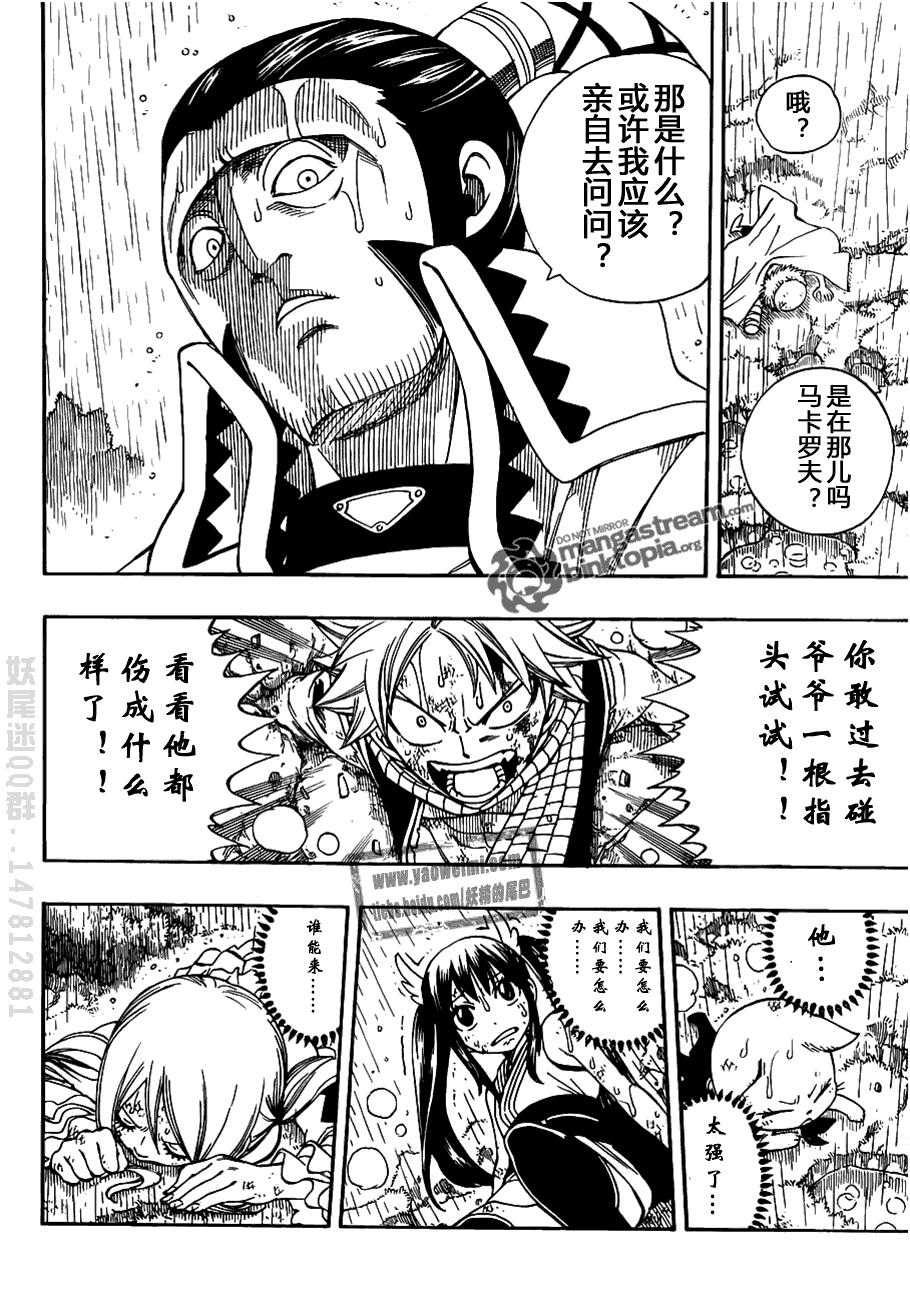 哦？
是在那儿吗
马卡罗夫？
那是什么？
或许我应该
亲自去问问？
DO NOT MIRROR
mangastream.com
binktopia.org
你敢过去碰
爷爷一根指
头试试！！
看看他都
伤成什么
样了！
www.yaoweimi.com
tieba.baidu.com/妖精的尾巴
他…
太强了…
我们要怎么
办……
我们要怎么
办……
谁能来……
妖尾迷QQ群·147812881